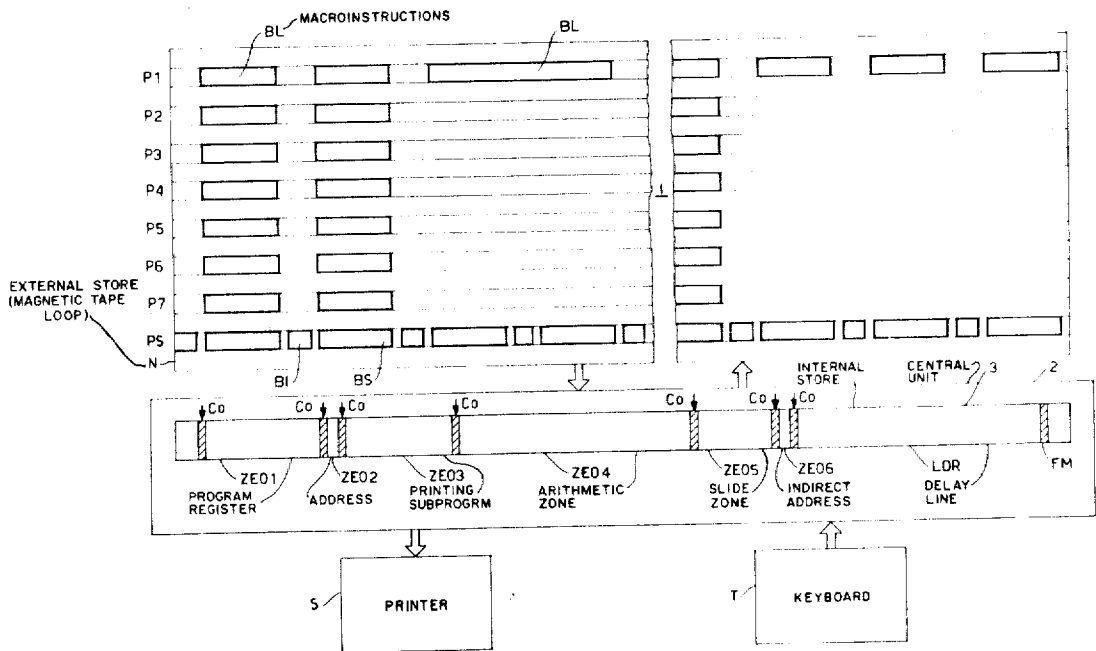 BL MACROINSTRUCTIONS
BL
P1
P2
P3
P4
1
P5
P6
P7
EXTERNAL STORE
(MAGNETIC TAPE
LOOP)
PS
N
BI BS
INTERNAL
STORE
CENTRAL
UNIT 3 2
Co Co Co Co Co Co Co
ZE01 ZE02 ZE03 ZE04 ZE05 ZE06 LDR FM
PROGRAM
REGISTER
ADDRESS
PRINTING
SUBPROGRM
ARITHMETIC
ZONE
SLIDE
ZONE
INDIRECT
ADDRESS
DELAY
LINE
S PRINTER
T KEYBOARD